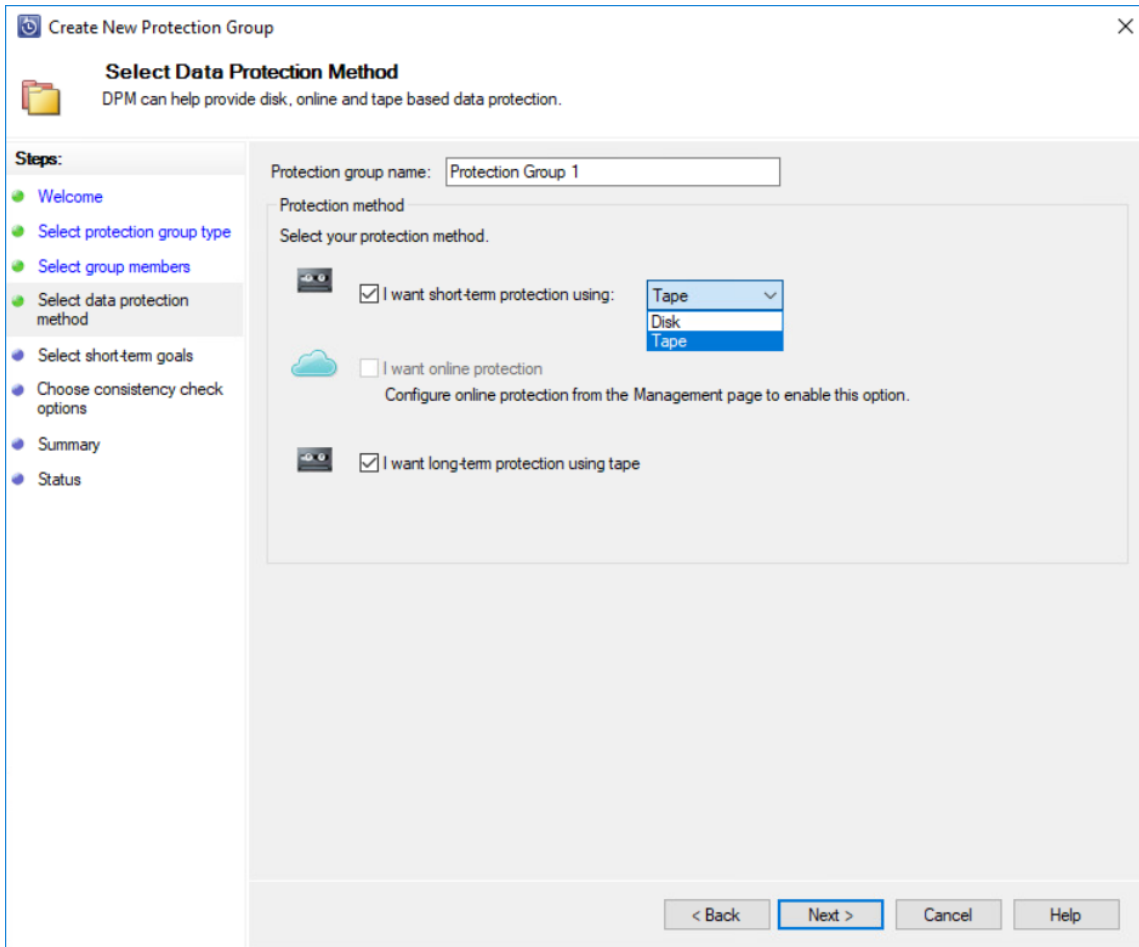 Create New Protection Group
Select Data Protection Method
DPM can help provide disk, online and tape based data protection.
Steps:
Welcome
Select protection group type
Select group members
Select data protection
method
Select short-term goals
Choose consistency check
options
Summary
Status
Protection group name: Protection Group 1
Protection method
Select your protection method.
I want short-term protection using: Tape
Disk
Tape
I want online protection
Configure online protection from the Management page to enable this option.
I want long-term protection using tape
< Back Next > Cancel Help